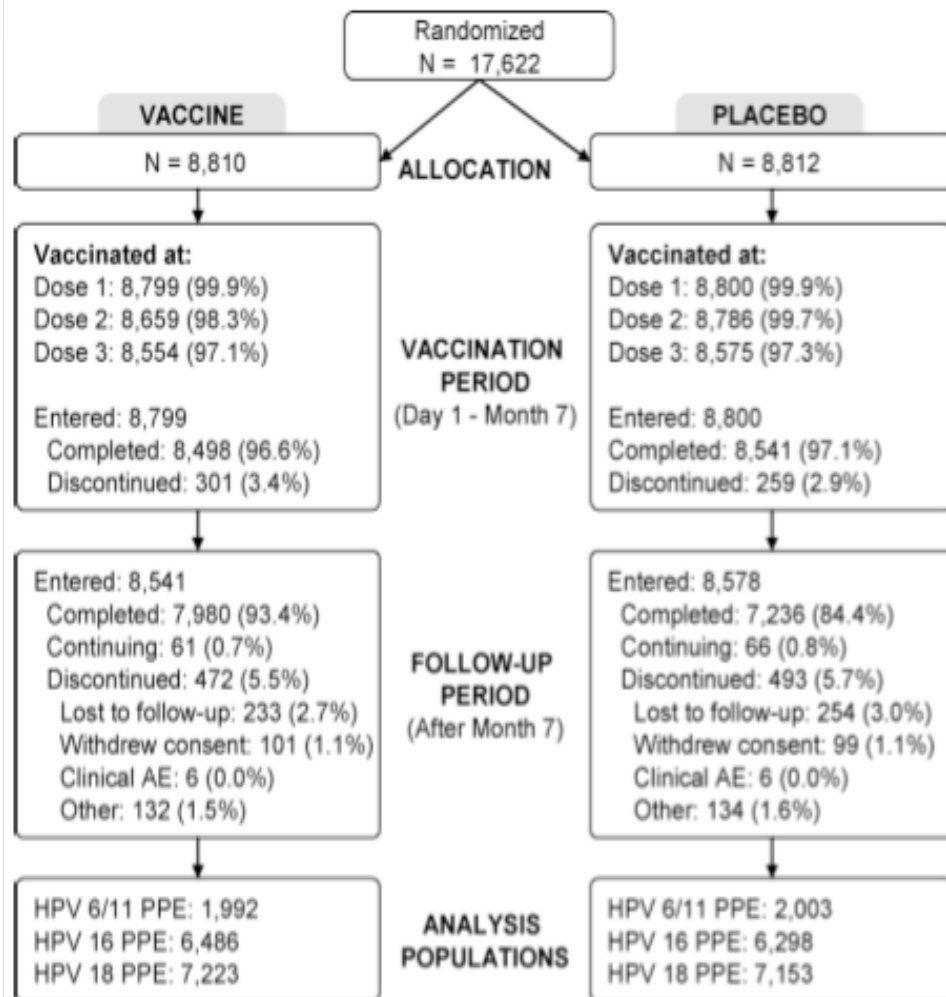 Randomized
N = 17,622
VACCINE
PLACEBO
N = 8,810
ALLOCATION
N = 8,812
Vaccinated at:
Dose 1: 8,799 (99.9%)
Dose 2: 8,659 (98.3%)
Dose 3: 8,554 (97.1%)
Entered: 8,799
Completed: 8,498 (96.6%)
Discontinued: 301 (3.4%)
VACCINATION
PERIOD
(Day 1 - Month 7)
Vaccinated at:
Dose 1: 8,800 (99.9%)
Dose 2: 8,786 (99.7%)
Dose 3: 8,575 (97.3%)
Entered: 8,800
Completed: 8,541 (97.1%)
Discontinued: 259 (2.9%)
Entered: 8,541
Completed: 7,980 (93.4%)
Continuing: 61 (0.7%)
Discontinued: 472 (5.5%)
Lost to follow-up: 233 (2.7%)
Withdrew consent: 101 (1.1%)
Clinical AE: 6 (0.0%)
Other: 132 (1.5%)
FOLLOW-UP
PERIOD
(After Month 7)
Entered: 8,578
Completed: 7,236 (84.4%)
Continuing: 66 (0.8%)
Discontinued: 493 (5.7%)
Lost to follow-up: 254 (3.0%)
Withdrew consent: 99 (1.1%)
Clinical AE: 6 (0.0%)
Other: 134 (1.6%)
HPV 6/11 PPE: 1,992
HPV 16 PPE: 6,486
HPV 18 PPE: 7,223
ANALYSIS
POPULATIONS
HPV 6/11 PPE: 2,003
HPV 16 PPE: 6,298
HPV 18 PPE: 7,153